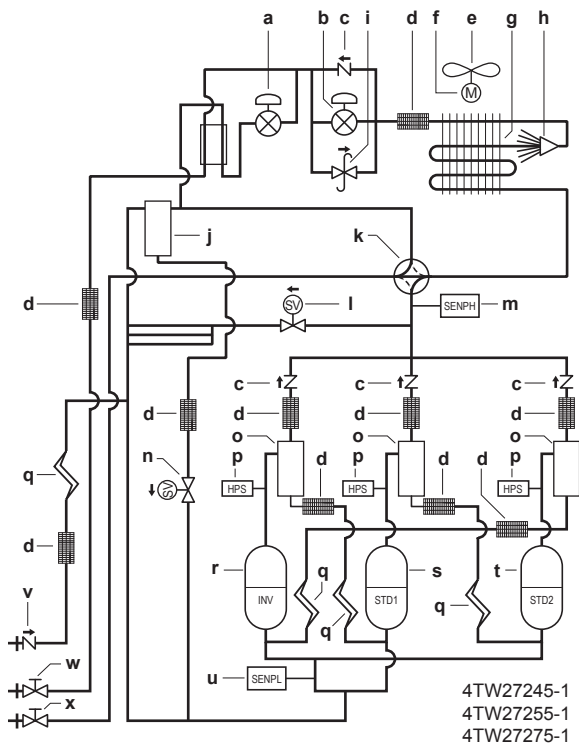 a b c i d f e g h
M
j k
d
SV l SENPH m
c c c
d d d d
n o o o
p p p
q SV HPS HPS HPS
d d
d
r q s t
INV STD1 STD2
v q q
w u SENPL
x
4TW27245-1
4TW27255-1
4TW27275-1